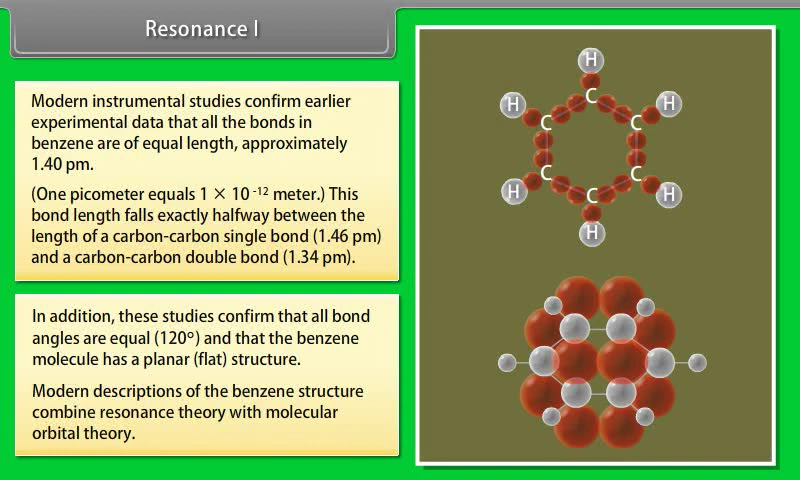 Resonance I
Modern instrumental studies confirm earlier
experimental data that all the bonds in
benzene are of equal length, approximately
1.40 pm.
(One picometer equals 1 × 10 -12 meter.) This
bond length falls exactly halfway between the
length of a carbon-carbon single bond (1.46 pm)
and a carbon-carbon double bond (1.34 pm).
In addition, these studies confirm that all bond
angles are equal (120º) and that the benzene
molecule has a planar (flat) structure.
Modern descriptions of the benzene structure
combine resonance theory with molecular
orbital theory.
H
H
H
C
C
C
C
C
C
H
H
H